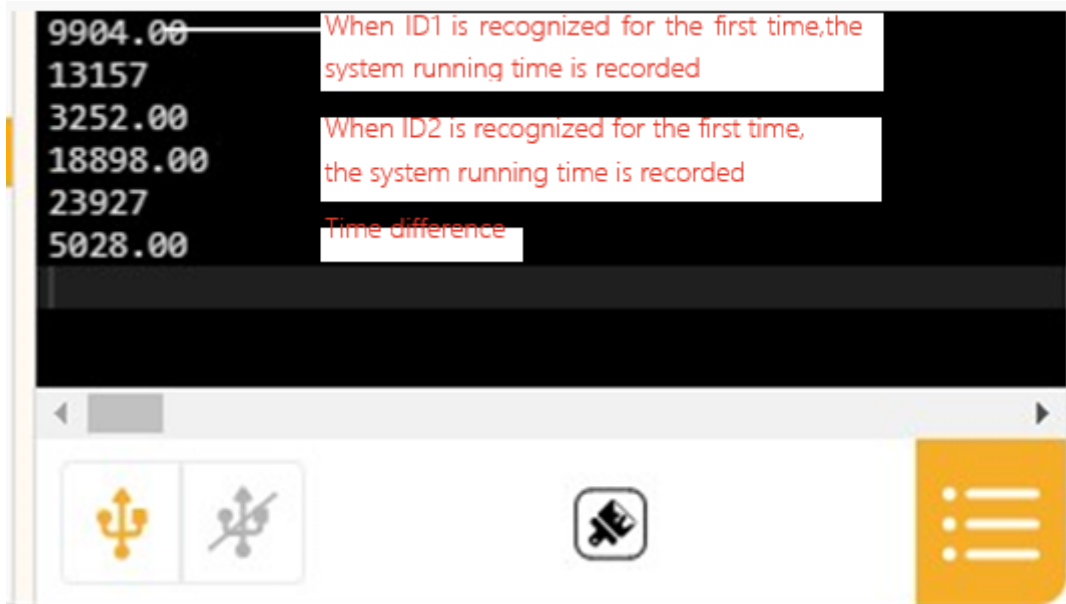 9904.00
When ID1 is recognized for the first time,the
system running time is recorded
13157
3252.00
When ID2 is recognized for the first time,
the system running time is recorded
18898.00
23927
Time difference
5028.00